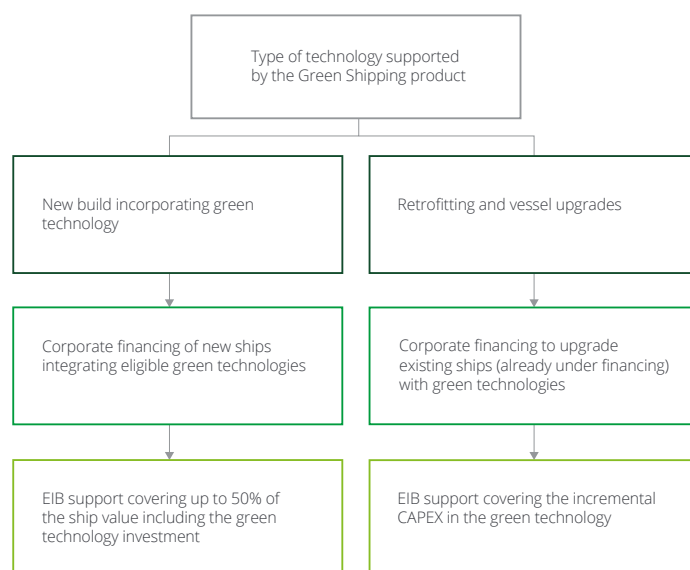 Type of technology supported
by the Green Shipping product
New build incorporating green
technology
Retrofitting and vessel upgrades
Corporate financing of new ships
integrating eligible green technologies
Corporate financing to upgrade
existing ships (already under financing)
with green technologies
EIB support covering up to 50% of
the ship value including the green
technology investment
EIB support covering the incremental
CAPEX in the green technology